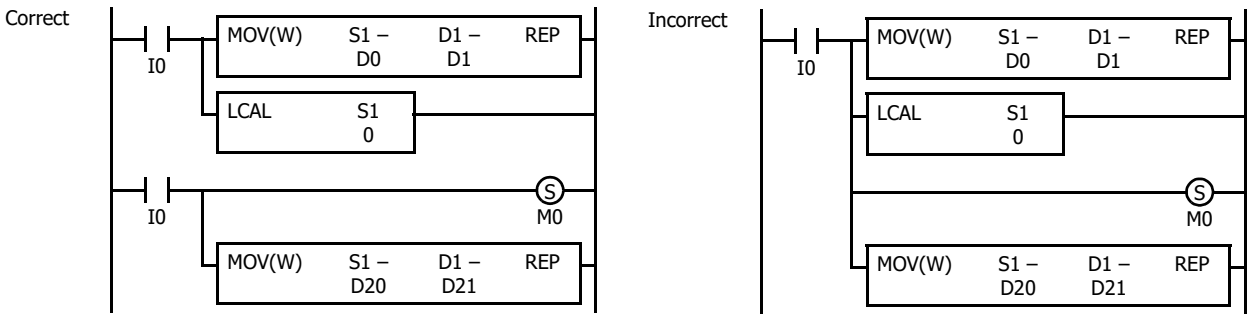 Correct
MOV(W) S1 – D1 – REP
D0 D1
I0
LCAL S1
0
I0
S
M0
MOV(W) S1 – D1 – REP
D20 D21
Incorrect
MOV(W) S1 – D1 – REP
D0 D1
I0
LCAL S1
0
S
M0
MOV(W) S1 – D1 – REP
D20 D21